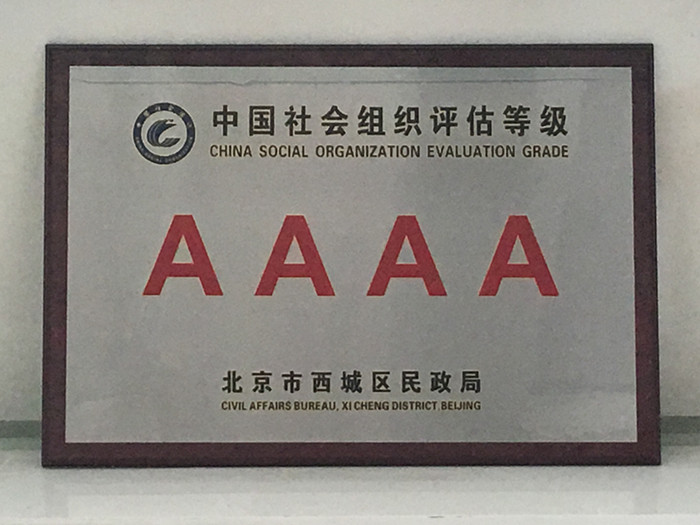 中国社会组织评估等级
CHINA SOCIAL ORGANIZATION EVALUATION GRADE
AAAA
北京市西城区民政局
CIVIL AFFAIRS BUREAU, XI CHENG DISTRICT, BEIJING